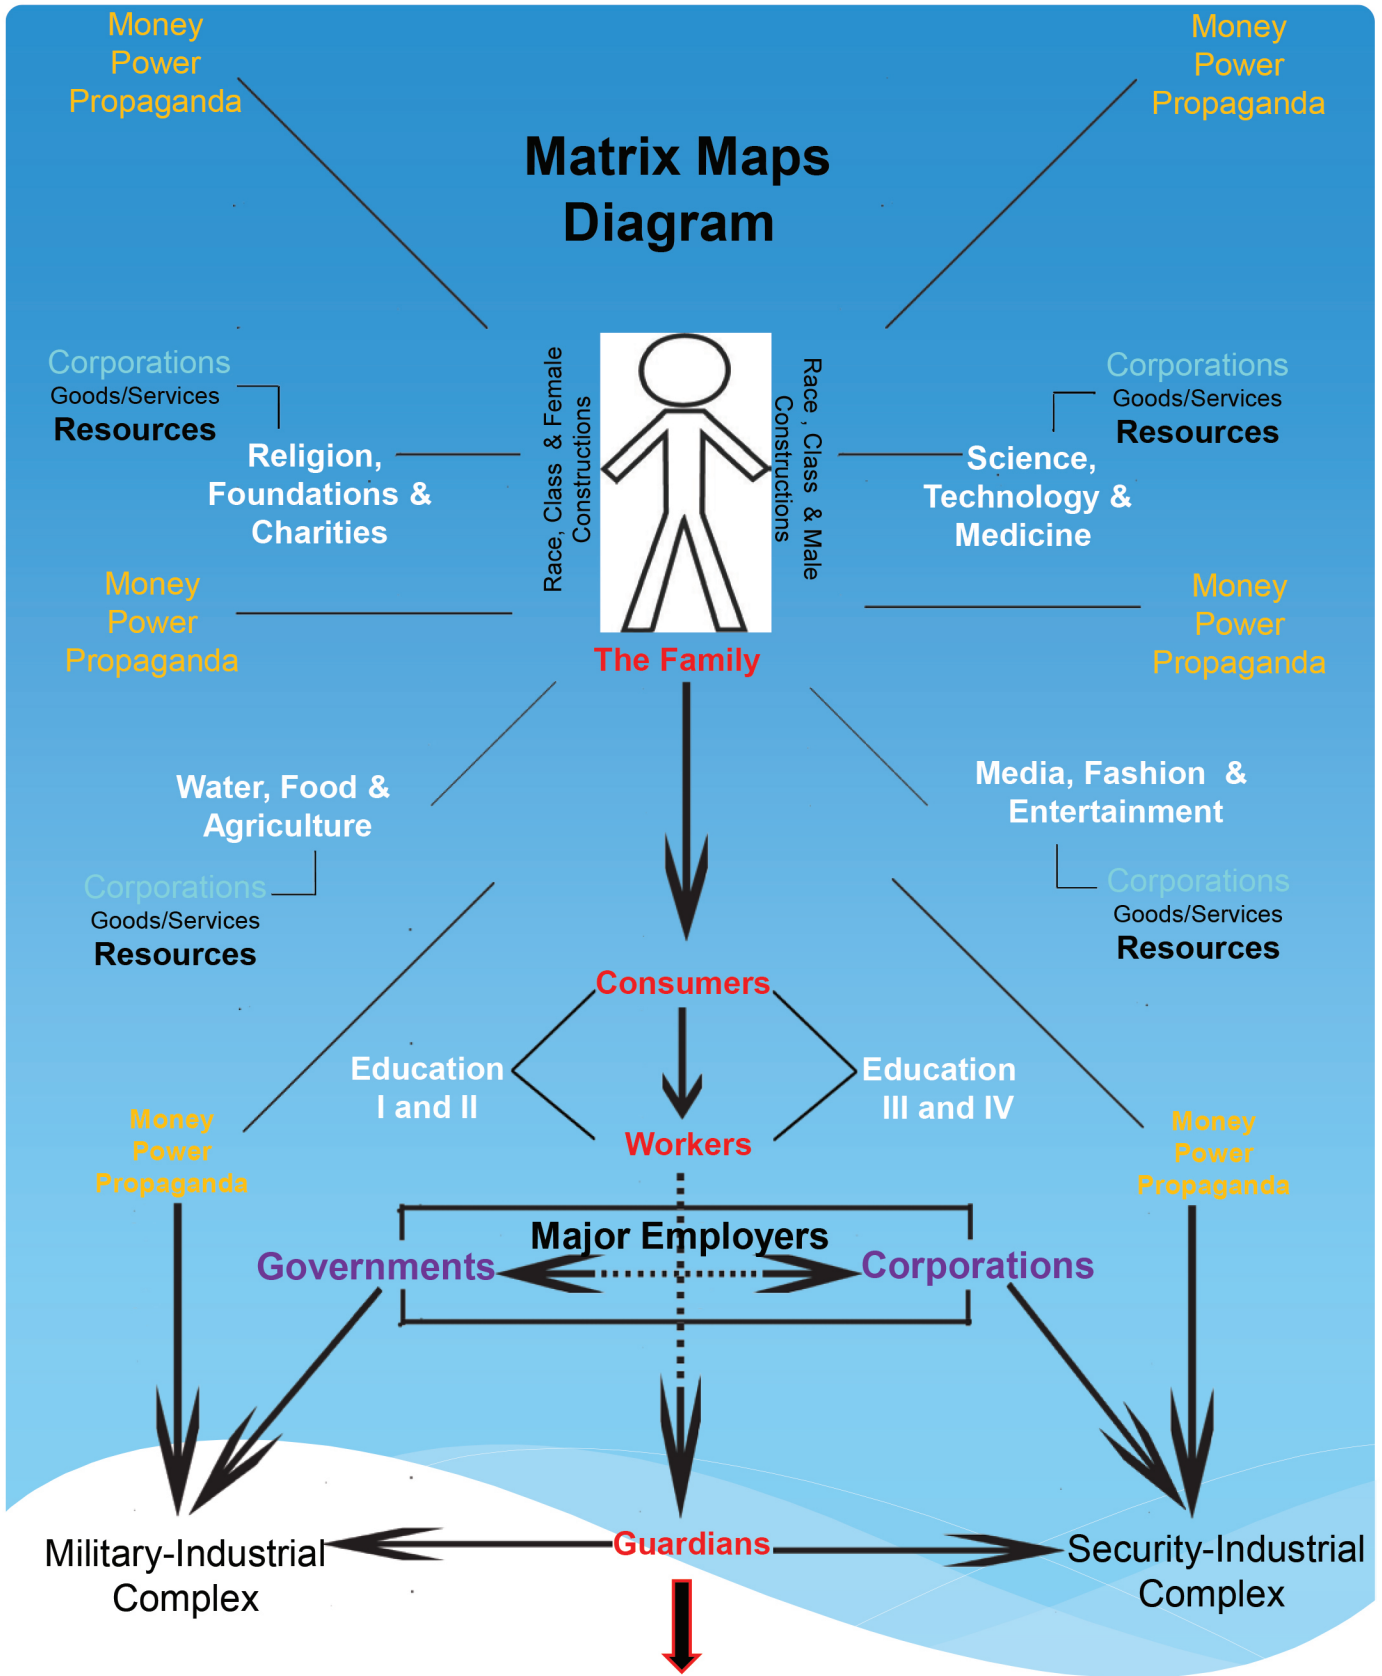 Money
Power
Propaganda
Money
Power
Propaganda
Matrix Maps
Diagram
Corporations
Goods/Services
Resources
Religion,
Foundations &
Charities
Race, Class & Female
Constructions
Race , Class & Male
Constructions
Corporations
Goods/Services
Resources
Science,
Technology &
Medicine
Money
Power
Propaganda
The Family
Money
Power
Propaganda
Water, Food &
Agriculture
Corporations
Goods/Services
Resources
Media, Fashion &
Entertainment
Corporations
Goods/Services
Resources
Consumers
Education
I and II
Education
III and IV
Workers
Money
Power
Propaganda
Money
Power
Propaganda
Major Employers
Governments
Corporations
Military-Industrial
Complex
Guardians
Security-Industrial
Complex